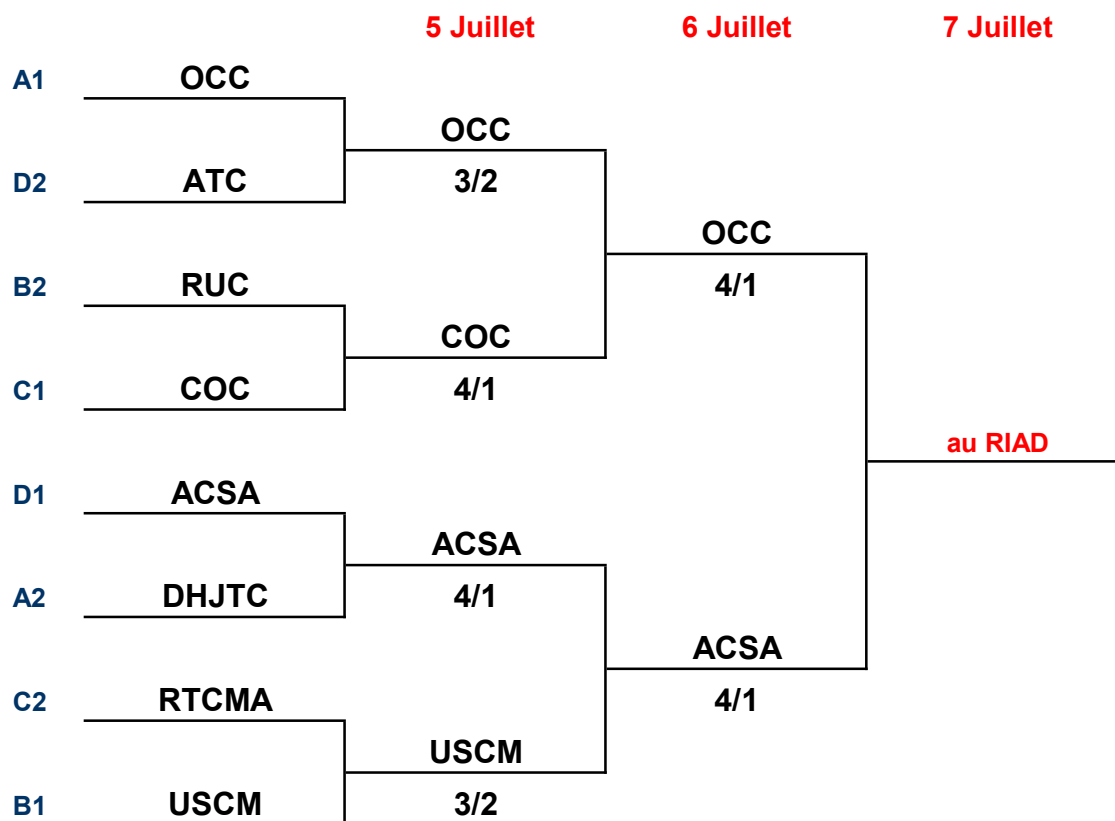 5 Juillet 6 Juillet 7 Juillet
A1 OCC
OCC
D2 ATC 3/2
OCC
B2 RUC 4/1
COC
C1 COC 4/1
au RIAD
D1 ACSA
ACSA
A2 DHJTC 4/1
ACSA
C2 RTCMA 4/1
USCM
B1 USCM 3/2